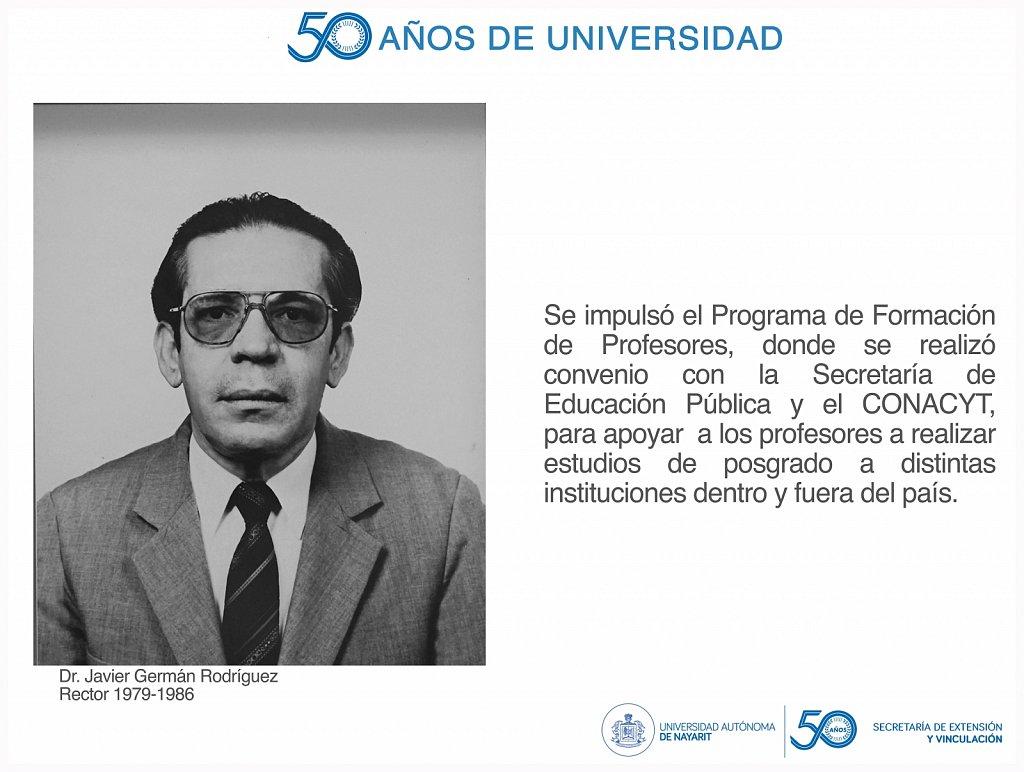 50 AÑOS DE UNIVERSIDAD
Se impulsó el Programa de Formación
de Profesores, donde se realizó
convenio con la Secretaría de
Educación Pública y el CONACYT,
para apoyar a los profesores a realizar
estudios de posgrado a distintas
instituciones dentro y fuera del país.
Dr. Javier Germán Rodríguez
Rector 1979-1986
UNIVERSIDAD AUTÓNOMA
DE NAYARIT
50 AÑOS
SECRETARÍA DE EXTENSIÓN
Y VINCULACIÓN